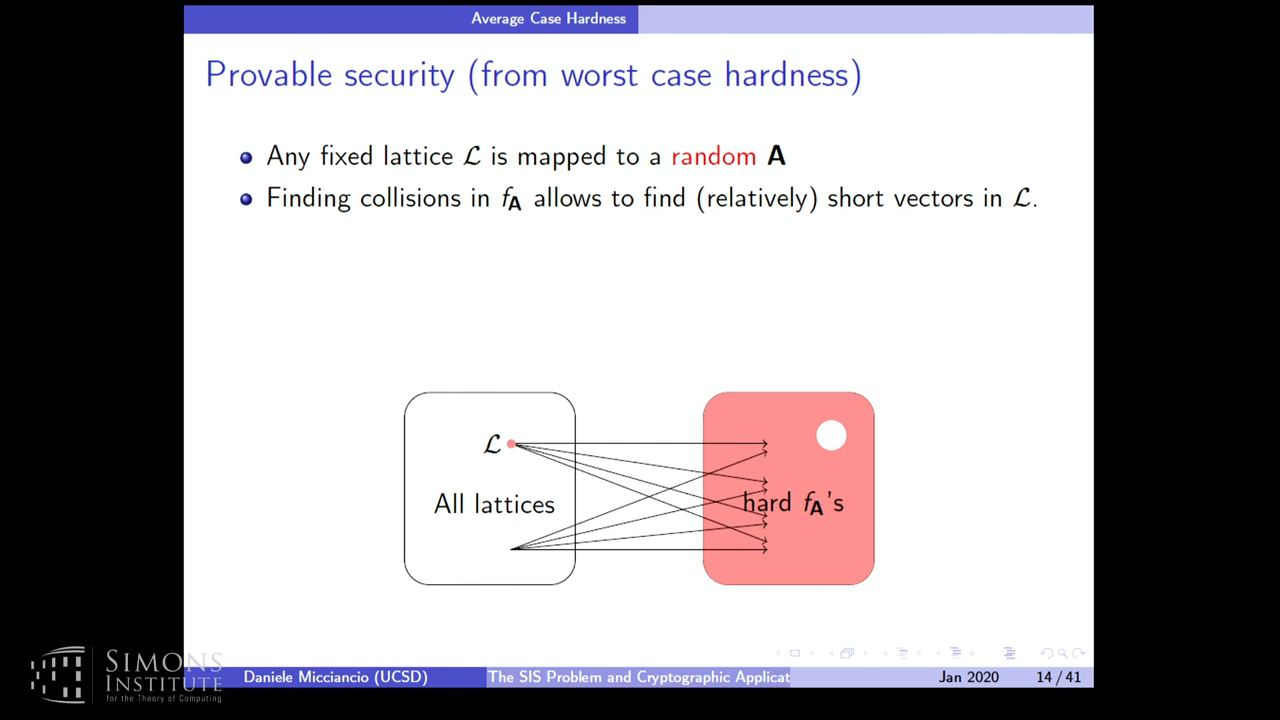 Average Case Hardness
Provable security (from worst case hardness)
Any fixed lattice ℒ is mapped to a random A
Finding collisions in f_A allows to find (relatively) short vectors in ℒ.
ℒ
All lattices
hard f_A's
SIMONS
INSTITUTE
for the Theory of Computing
Daniele Micciancio (UCSD)
The SIS Problem and Cryptographic Applicat
Jan 2020
14 / 41